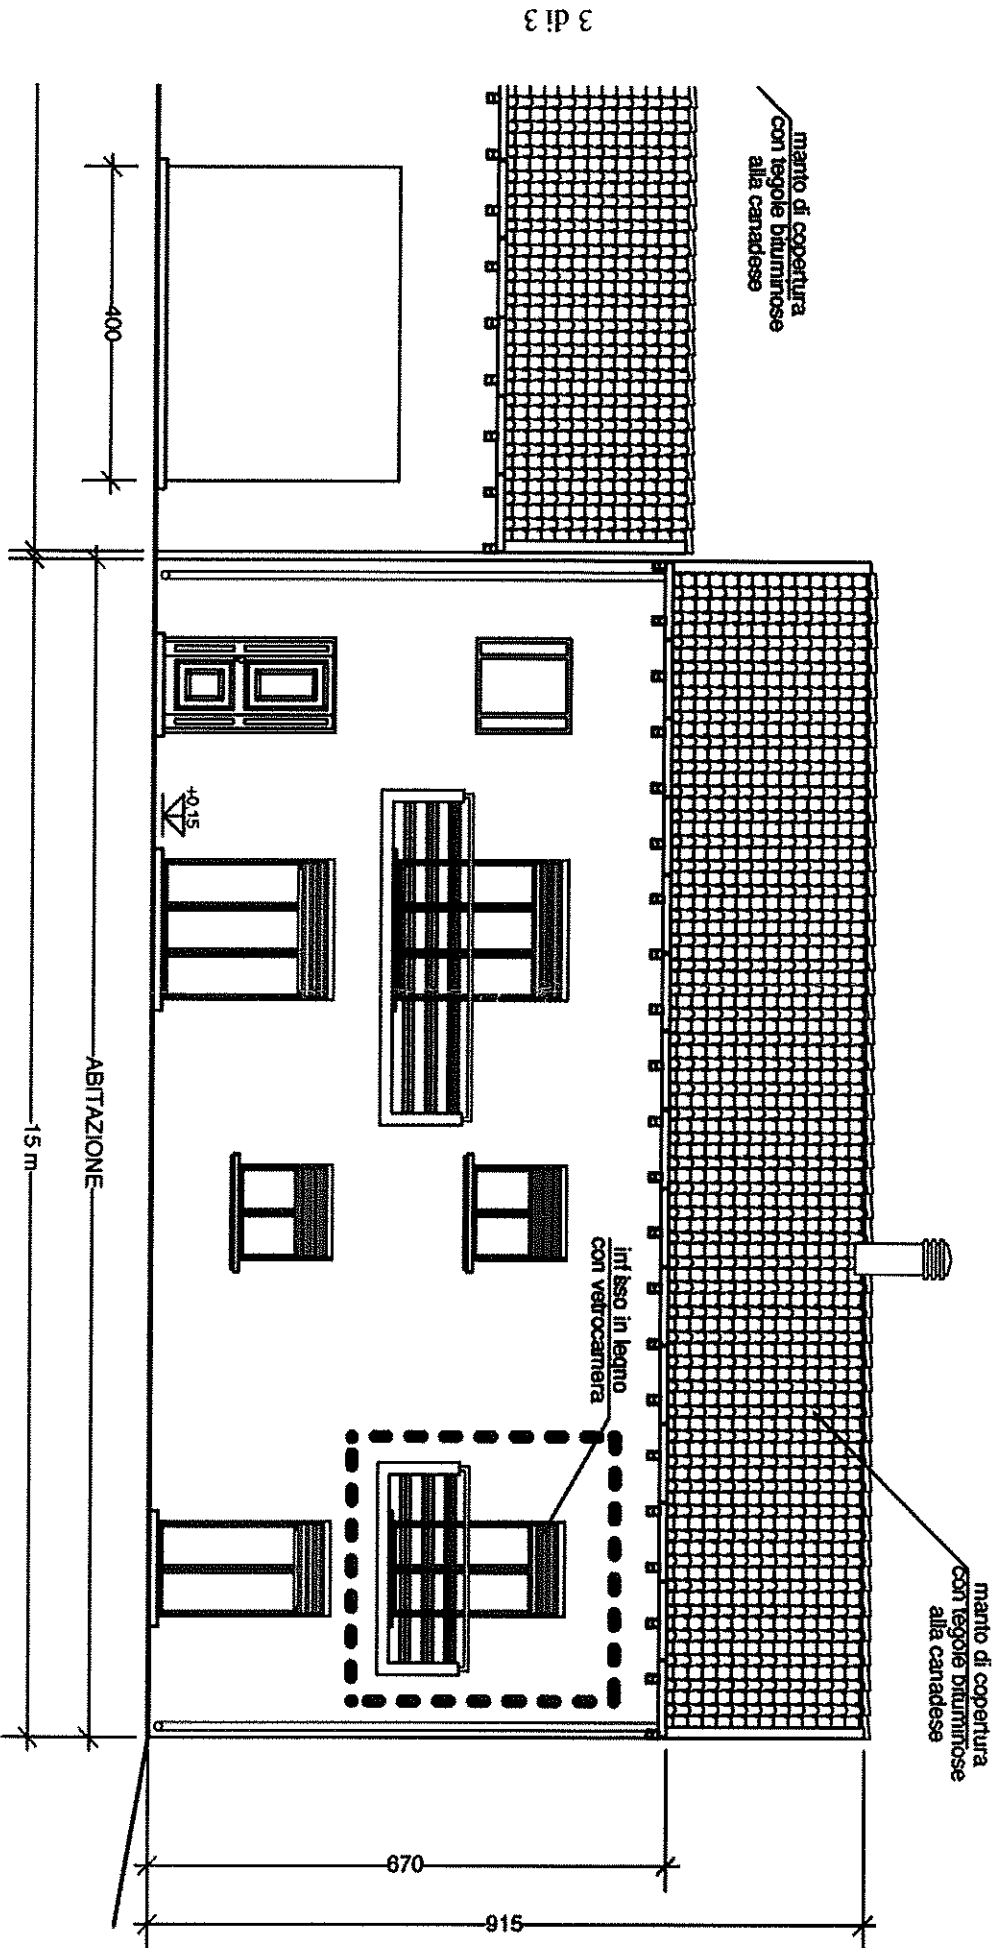 manto di copertura
con tegole bituminose
alla canadese
manto di copertura
con tegole bituminose
alla canadese
infisso in legno
con vetrocamera
+0.15
400
ABITAZIONE
15 m
670
915
3 di 3